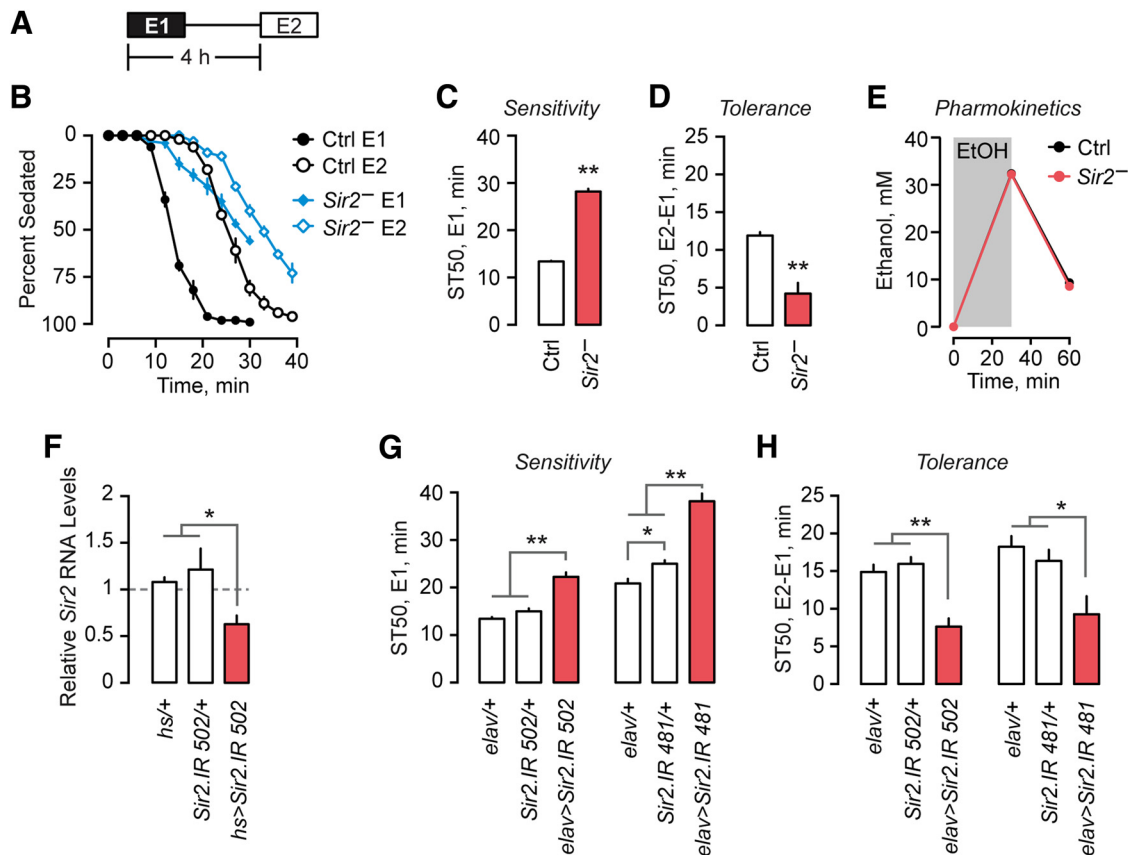 A
E1
E2
4 h
B
Percent Sedated
0
25
50
75
100
0 10 20 30 40
Time, min
Ctrl E1
Ctrl E2
Sir2– E1
Sir2– E2
C
Sensitivity
ST50, E1, min
40
30
20
10
0
**
Ctrl
Sir2–
D
Tolerance
ST50, E2-E1, min
25
20
15
10
5
0
**
Ctrl
Sir2–
E
Pharmokinetics
Ethanol, mM
40
30
20
10
0
EtOH
Ctrl
Sir2–
0 20 40 60
Time, min
F
Relative Sir2 RNA Levels
2
1.5
1
0.5
0
*
hs/+
Sir2.IR 502/+
hs>Sir2.IR 502
G
Sensitivity
ST50, E1, min
40
30
20
10
0
**
*
**
elav/+
Sir2.IR 502/+
elav>Sir2.IR 502
elav/+
Sir2.IR 481/+
elav>Sir2.IR 481
H
Tolerance
ST50, E2-E1, min
25
20
15
10
5
0
**
*
elav/+
Sir2.IR 502/+
elav>Sir2.IR 502
elav/+
Sir2.IR 481/+
elav>Sir2.IR 481